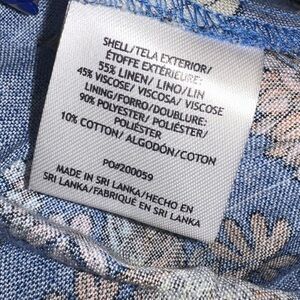 SHELL/TELA EXTERIOR/
ÉTOFFE EXTÉRIEURE:
55% LINEN/ LINO/LIN
45% VISCOSE/ VISCOSA/ VISCOSE
LINING/FORRO/DOUBLURE:
90% POLYESTER/ POLIÉSTER/
POLIÉSTER
10% COTTON/ ALGODÓN/COTON
PO#200059
MADE IN SRI LANKA/HECHO EN
SRI LANKA/FABRIQUÉ EN SRI LANKA